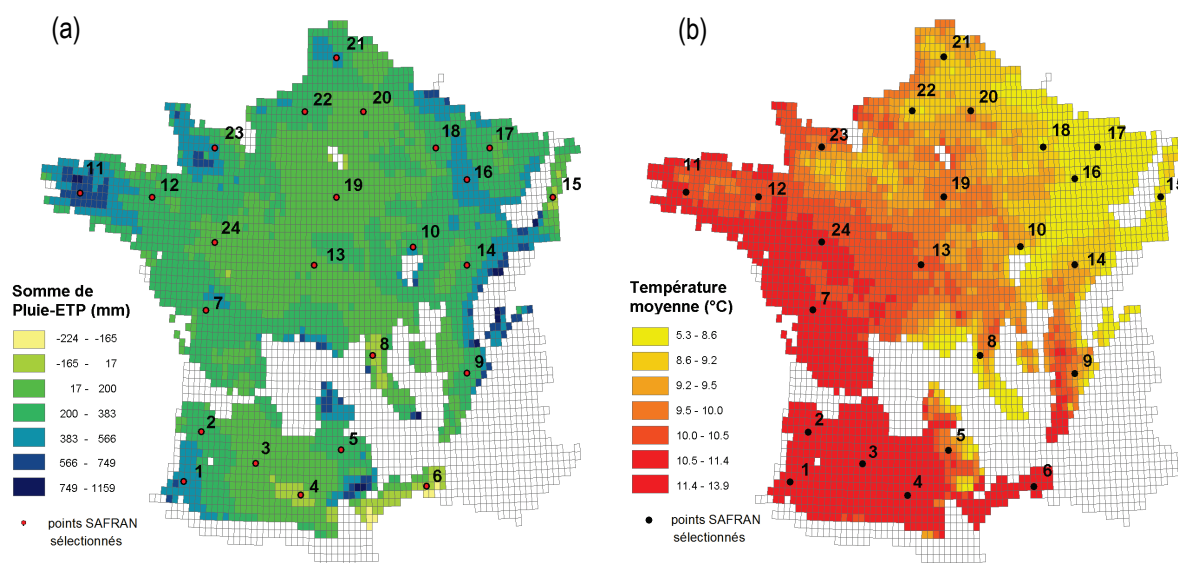 (a)
21
22
20
23
18
17
11
16
15
12
19
24
10
14
13
7
8
9
2
3
5
1
4
6
Somme de
Pluie-ETP (mm)
-224 - -165
-165 - 17
17 - 200
200 - 383
383 - 566
566 - 749
749 - 1159
points SAFRAN
sélectionnés
(b)
21
22
20
23
18
17
11
16
15
12
19
24
10
14
13
7
8
9
2
3
5
1
4
6
Température
moyenne (°C)
5.3 - 8.6
8.6 - 9.2
9.2 - 9.5
9.5 - 10.0
10.0 - 10.5
10.5 - 11.4
11.4 - 13.9
points SAFRAN
sélectionnés